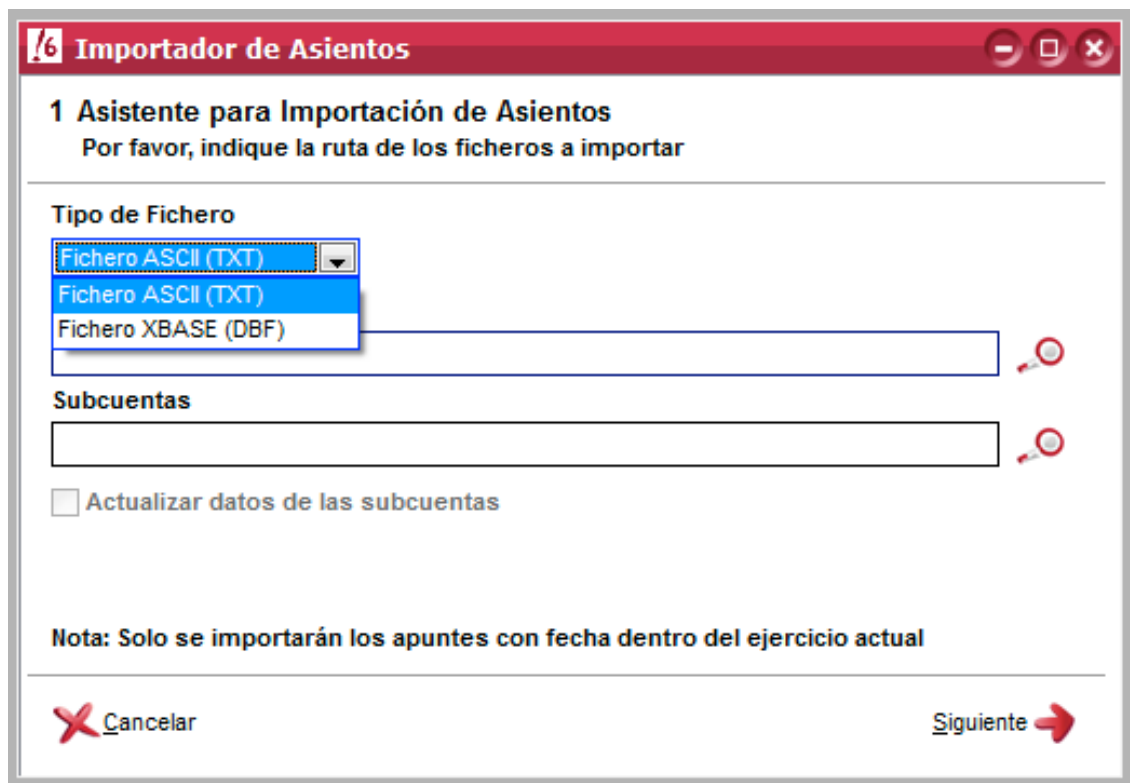 Importador de Asientos
1 Asistente para Importación de Asientos
Por favor, indique la ruta de los ficheros a importar
Tipo de Fichero
Fichero ASCII (TXT)
Fichero ASCII (TXT)
Fichero XBASE (DBF)
Subcuentas
Actualizar datos de las subcuentas
Nota: Solo se importarán los apuntes con fecha dentro del ejercicio actual
Cancelar Siguiente